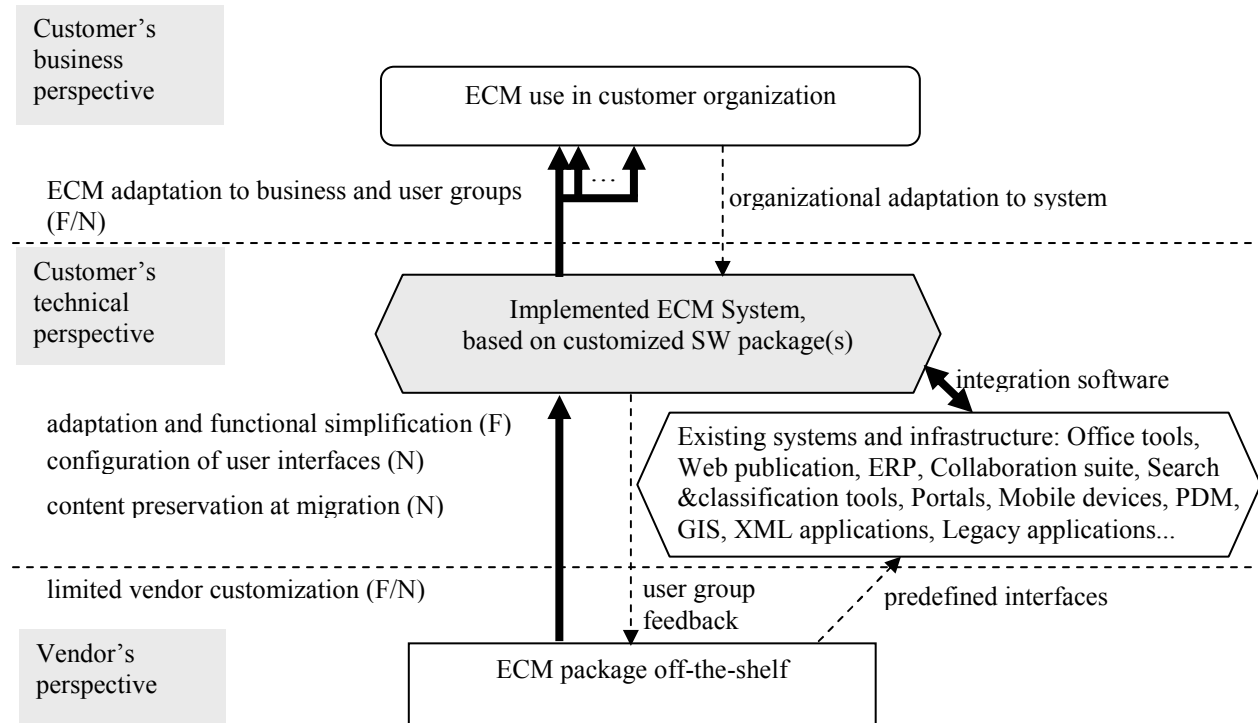 Customer’s
business
perspective
ECM use in customer organization
…
ECM adaptation to business and user groups
(F/N)
organizational adaptation to system
Customer’s
technical
perspective
Implemented ECM System,
based on customized SW package(s)
integration software
adaptation and functional simplification (F)
configuration of user interfaces (N)
content preservation at migration (N)
Existing systems and infrastructure: Office tools,
Web publication, ERP, Collaboration suite, Search
&classification tools, Portals, Mobile devices, PDM,
GIS, XML applications, Legacy applications...
limited vendor customization (F/N)
user group
feedback
predefined interfaces
Vendor’s
perspective
ECM package off-the-shelf